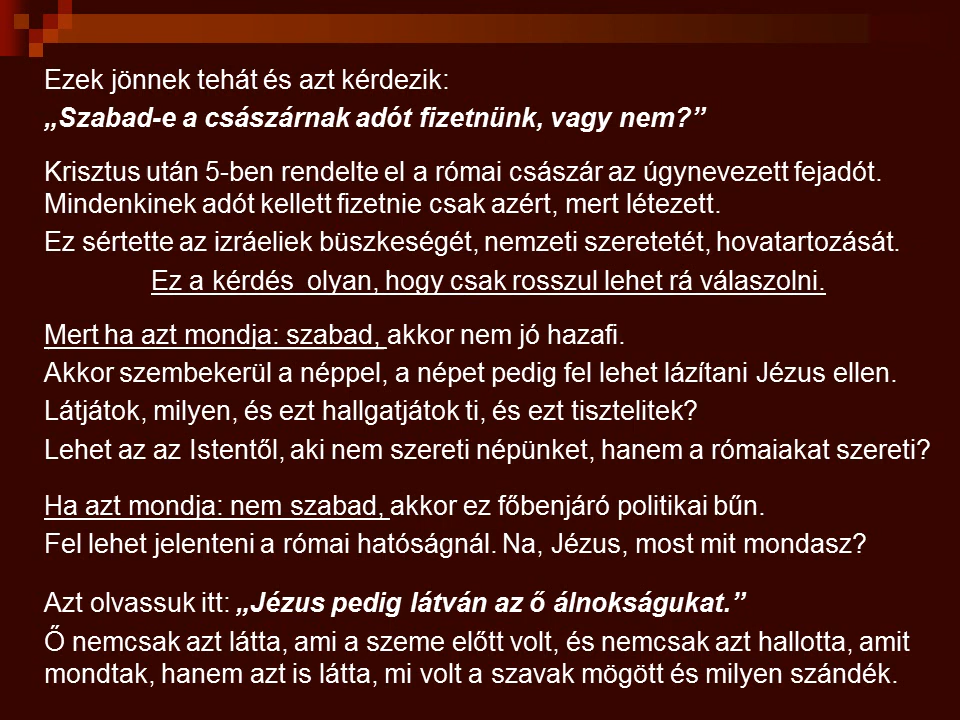 Ezek jönnek tehát és azt kérdezik:
„Szabad-e a császárnak adót fizetnünk, vagy nem?”
Krisztus után 5-ben rendelte el a római császár az úgynevezett fejadót.
Mindenkinek adót kellett fizetnie csak azért, mert létezett.
Ez sértette az izráeliek büszkeségét, nemzeti szeretetét, hovatartozását.
Ez a kérdés  olyan, hogy csak rosszul lehet rá válaszolni.
Mert ha azt mondja: szabad, akkor nem jó hazafi.
Akkor szembekerül a néppel, a népet pedig fel lehet lázítani Jézus ellen.
Látjátok, milyen, és ezt hallgatjátok ti, és ezt tisztelitek?
Lehet az az Istentől, aki nem szereti népünket, hanem a rómaiakat szereti?
Ha azt mondja: nem szabad, akkor ez főbenjáró politikai bűn.
Fel lehet jelenteni a római hatóságnál. Na, Jézus, most mit mondasz?
Azt olvassuk itt: „Jézus pedig látván az ő álnokságukat.”
Ő nemcsak azt látta, ami a szeme előtt volt, és nemcsak azt hallotta, amit
mondtak, hanem azt is látta, mi volt a szavak mögött és milyen szándék.